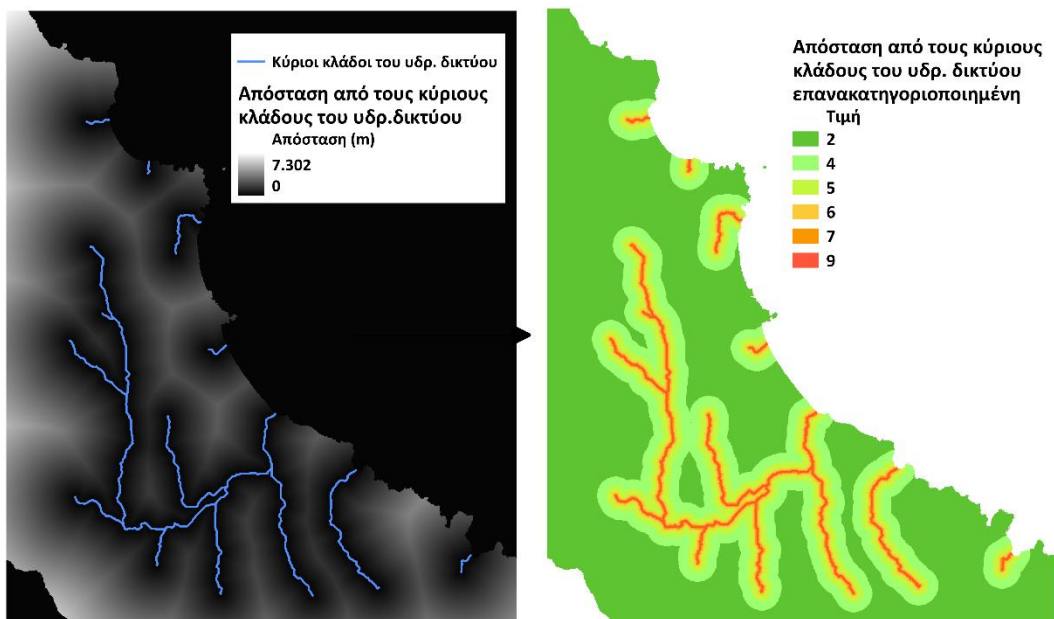 Κύριοι κλάδοι του υδρ. δικτύου
Απόσταση από τους κύριους
κλάδους του υδρ.δικτύου
Απόσταση (m)
7.302
0
Απόσταση από τους κύριους
κλάδους του υδρ. δικτύου
επανακατηγοριοποιημένη
Τιμή
2
4
5
6
7
9